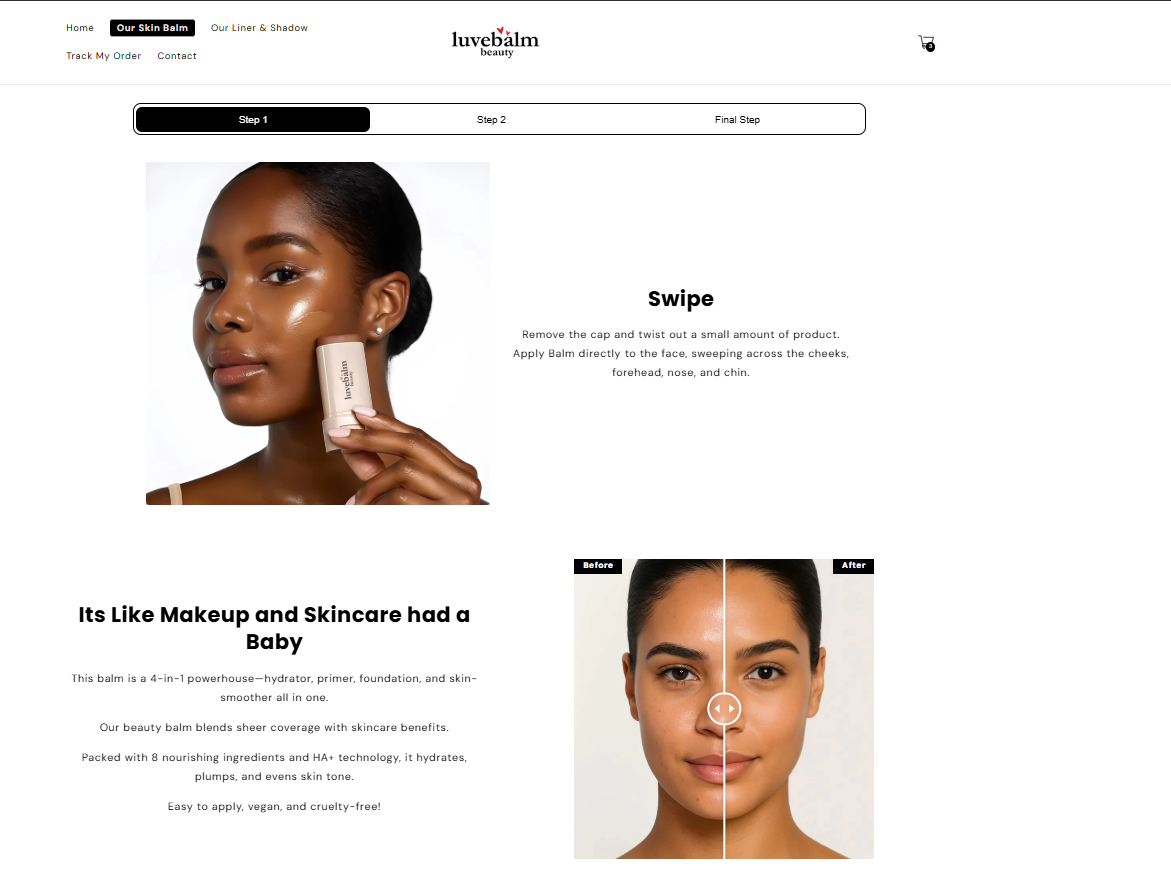 Home Our Skin Balm Our Liner & Shadow
Track My Order Contact
luvebalm
beauty
3
Step 1 Step 2 Final Step
luvebalm
beauty
Swipe
Remove the cap and twist out a small amount of product.
Apply Balm directly to the face, sweeping across the cheeks,
forehead, nose, and chin.
Its Like Makeup and Skincare had a
Baby
This balm is a 4-in-1 powerhouse—hydrator, primer, foundation, and skin-
smoother all in one.
Our beauty balm blends sheer coverage with skincare benefits.
Packed with 8 nourishing ingredients and HA+ technology, it hydrates,
plumps, and evens skin tone.
Easy to apply, vegan, and cruelty-free!
Before After